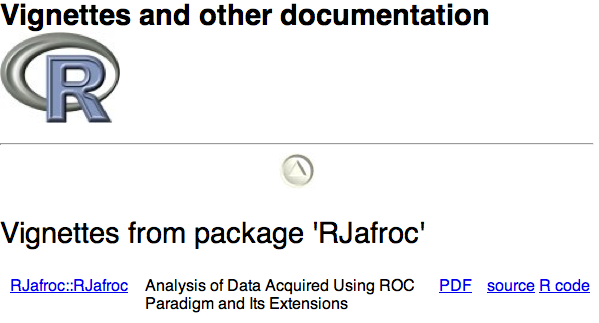 Vignettes and other documentation
R
Vignettes from package 'RJafroc'
RJafroc::RJafroc Analysis of Data Acquired Using ROC PDF source R code
Paradigm and Its Extensions